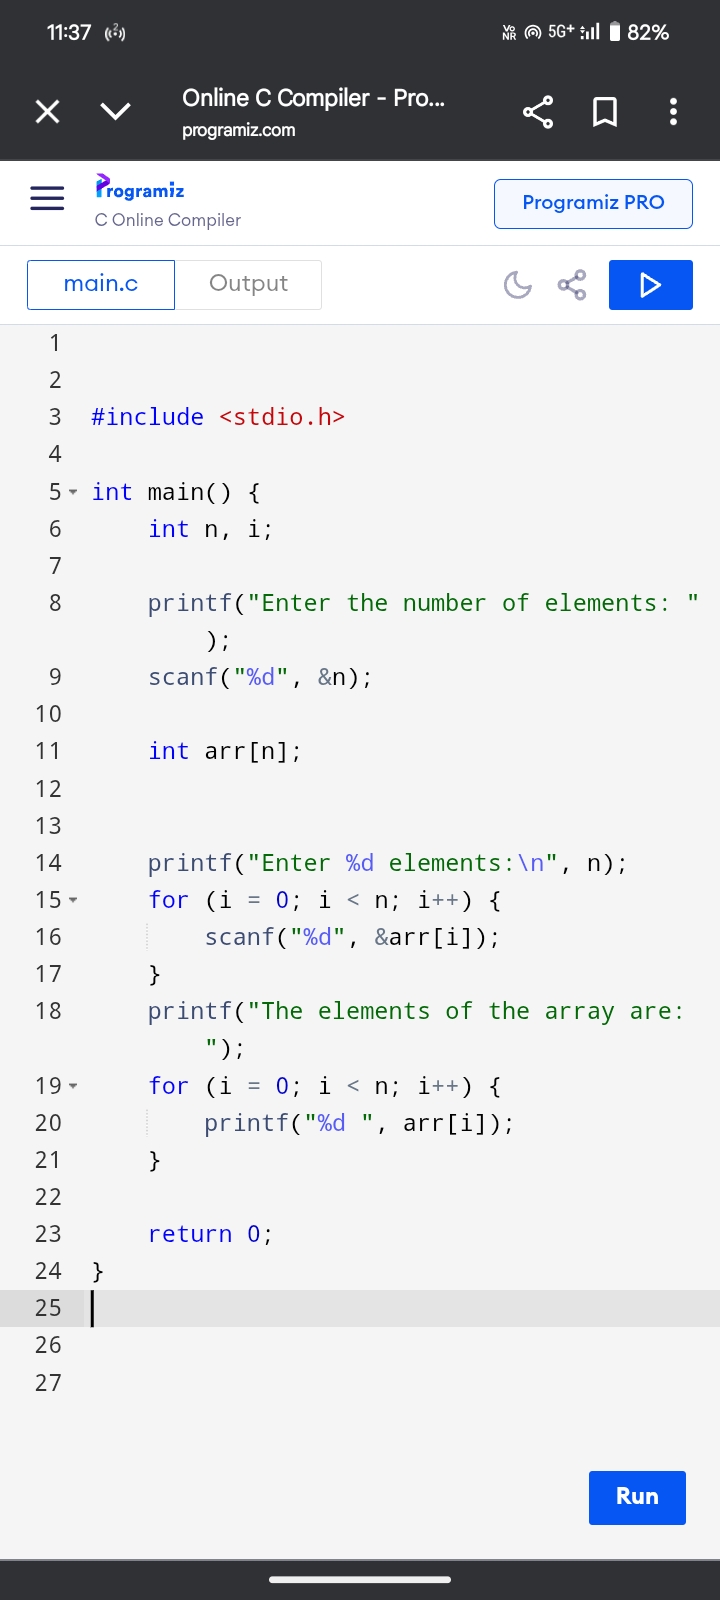 11:37 2 Vo NR 5G+ 82%
Online C Compiler - Pro...
programiz.com
Programiz
C Online Compiler
Programiz PRO
main.c Output
1
2
3 #include <stdio.h>
4
5 int main() {
6     int n, i;
7
8     printf("Enter the number of elements: "
        );
9     scanf("%d", &n);
10
11     int arr[n];
12
13
14     printf("Enter %d elements:\n", n);
15     for (i = 0; i < n; i++) {
16         scanf("%d", &arr[i]);
17     }
18     printf("The elements of the array are:
        ");
19     for (i = 0; i < n; i++) {
20         printf("%d ", arr[i]);
21     }
22
23     return 0;
24 }
25
26
27
Run